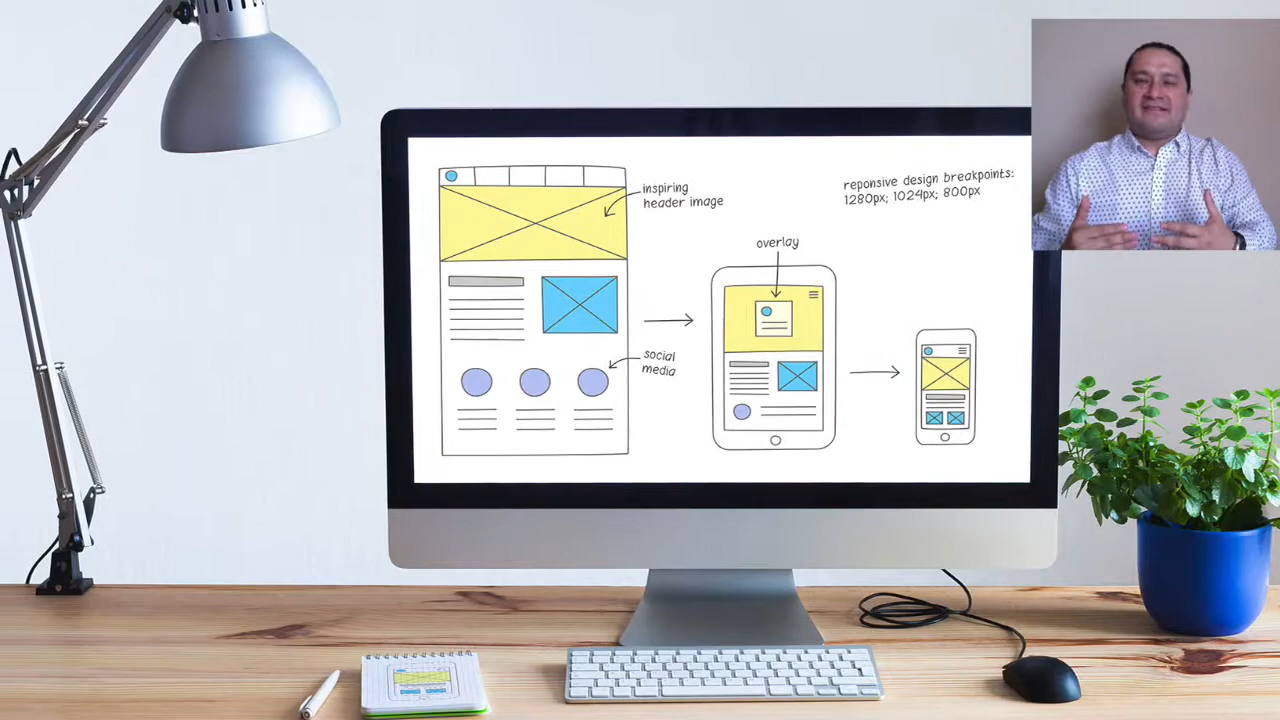 inspiring
header image
reponsive design breakpoints:
1280px; 1024px; 800px
overlay
social
media